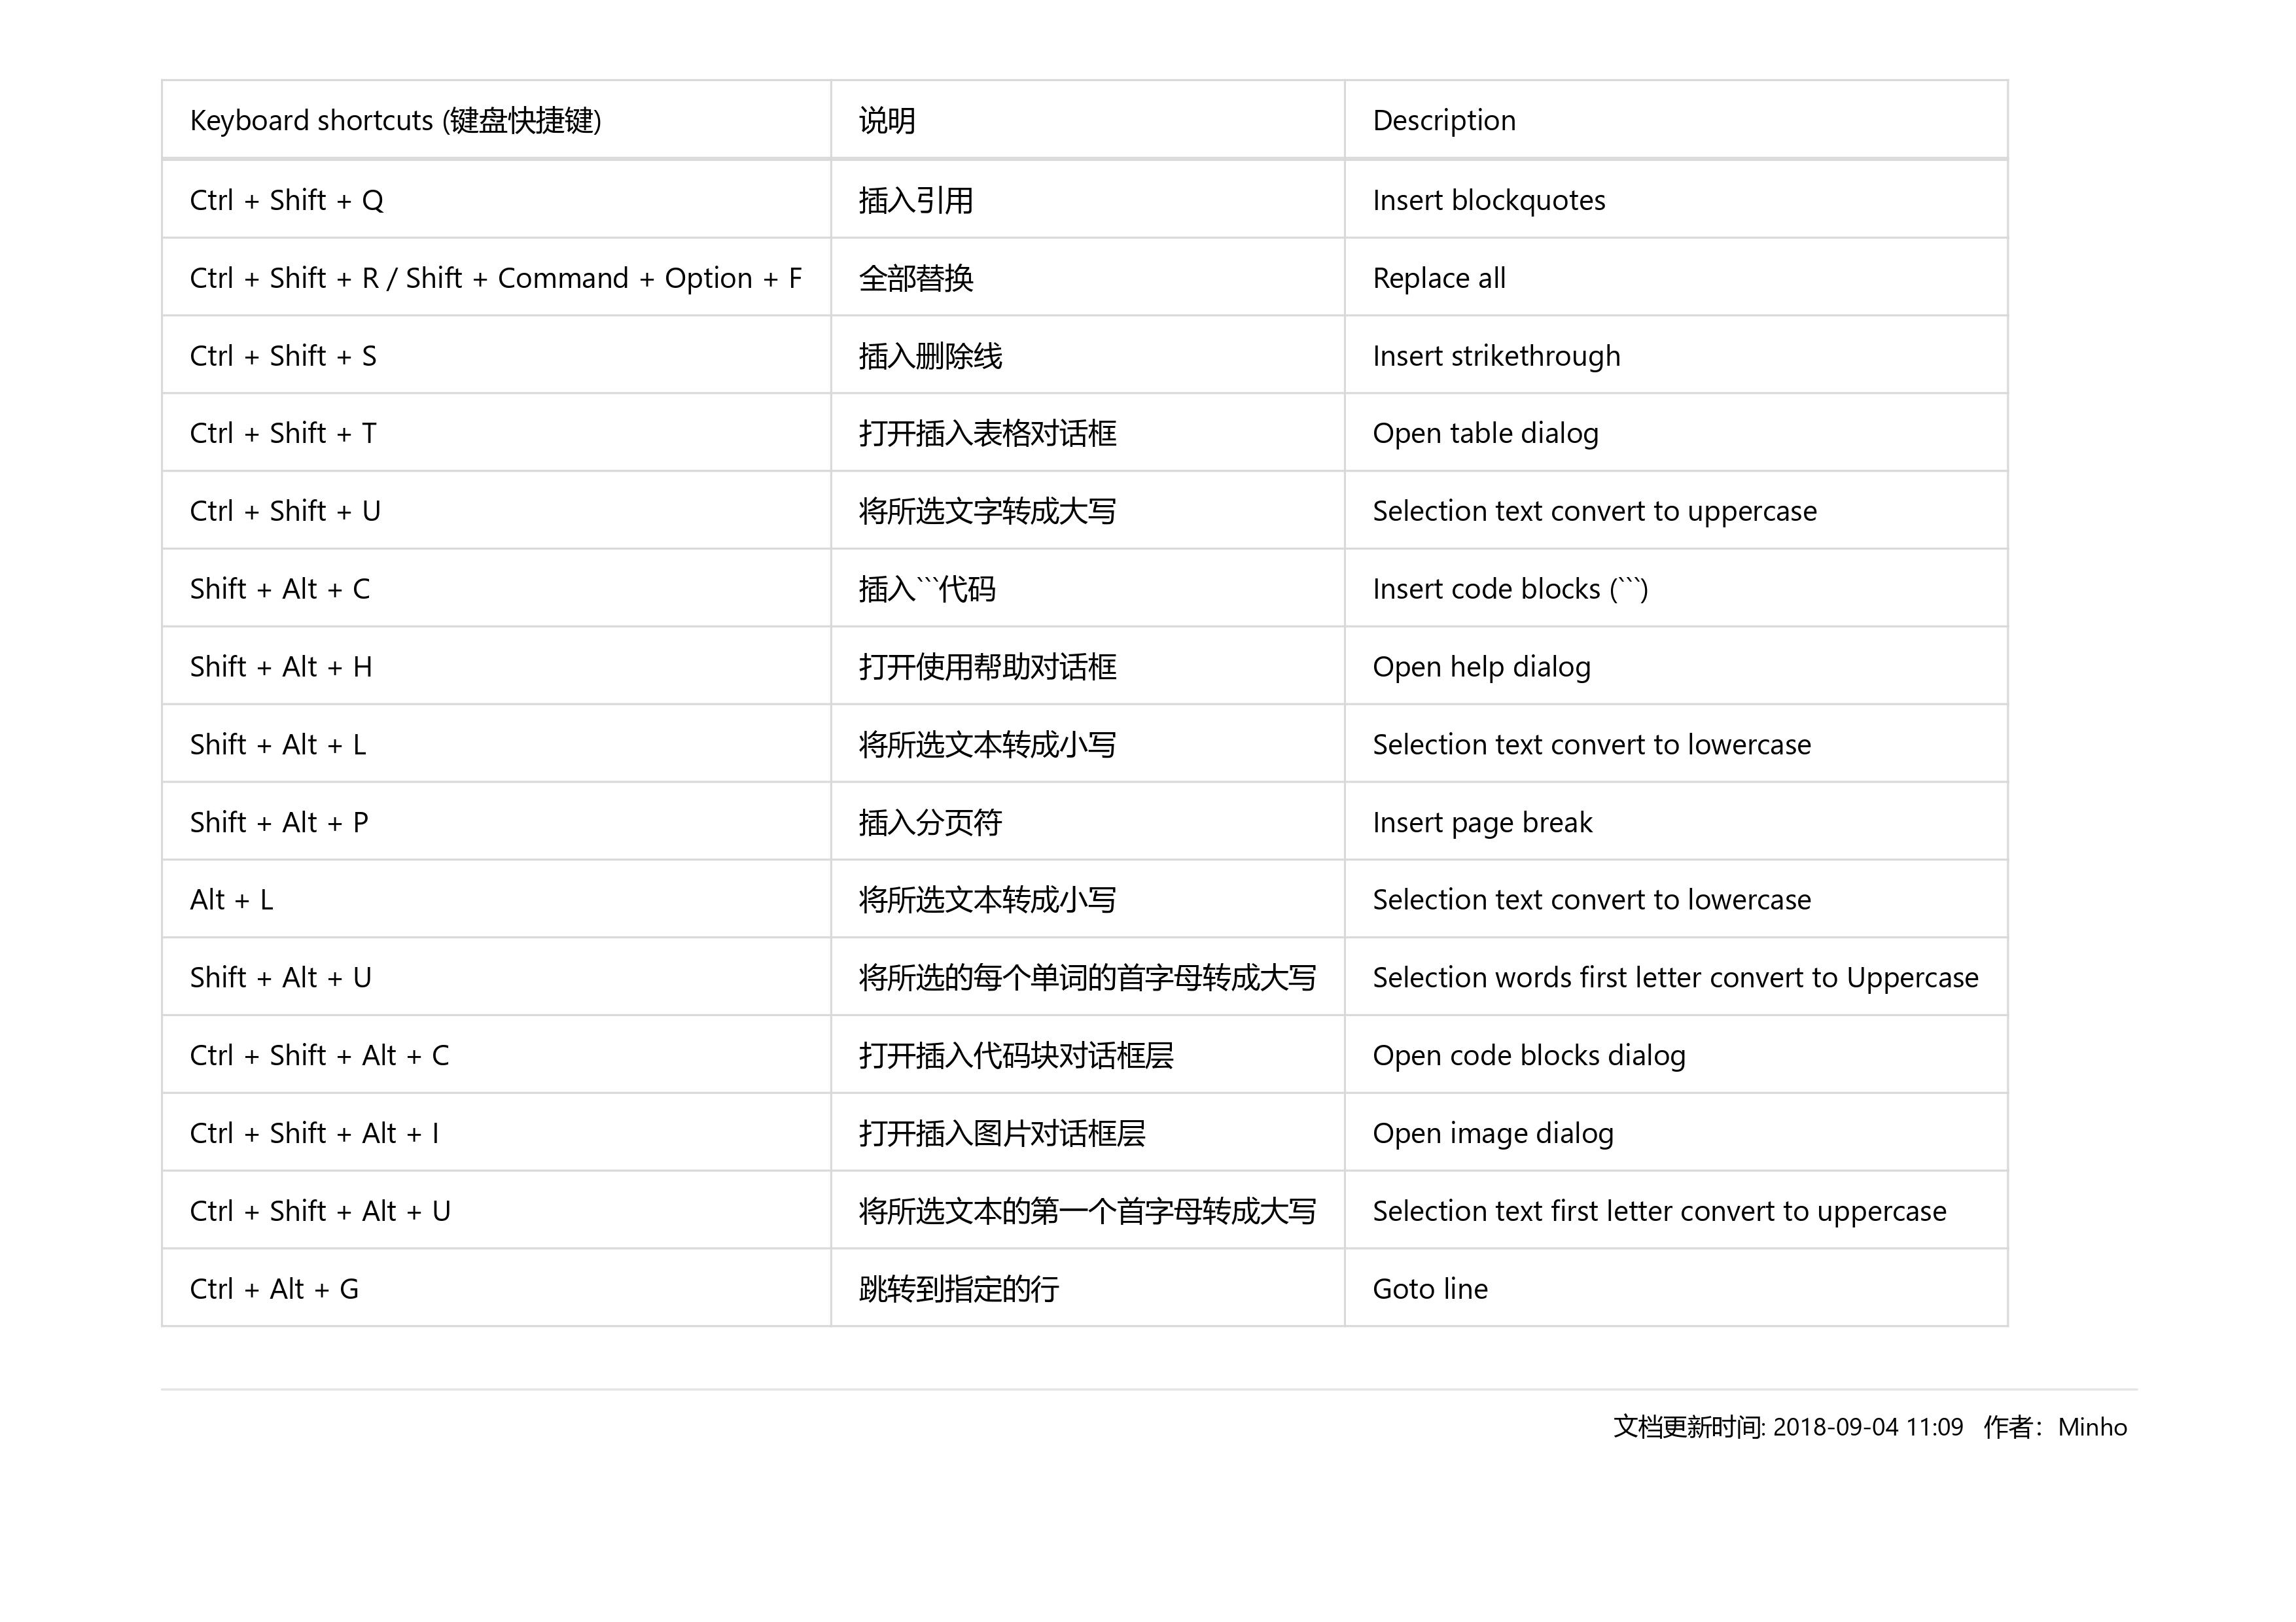 Keyboard shortcuts (键盘快捷键) 说明 Description
Ctrl + Shift + Q 插入引用 Insert blockquotes
Ctrl + Shift + R / Shift + Command + Option + F 全部替换 Replace all
Ctrl + Shift + S 插入删除线 Insert strikethrough
Ctrl + Shift + T 打开插入表格对话框 Open table dialog
Ctrl + Shift + U 将所选文字转成大写 Selection text convert to uppercase
Shift + Alt + C 插入```代码 Insert code blocks (```)
Shift + Alt + H 打开使用帮助对话框 Open help dialog
Shift + Alt + L 将所选文本转成小写 Selection text convert to lowercase
Shift + Alt + P 插入分页符 Insert page break
Alt + L 将所选文本转成小写 Selection text convert to lowercase
Shift + Alt + U 将所选的每个单词的首字母转成大写 Selection words first letter convert to Uppercase
Ctrl + Shift + Alt + C 打开插入代码块对话框层 Open code blocks dialog
Ctrl + Shift + Alt + I 打开插入图片对话框层 Open image dialog
Ctrl + Shift + Alt + U 将所选文本的第一个首字母转成大写 Selection text first letter convert to uppercase
Ctrl + Alt + G 跳转到指定的行 Goto line
文档更新时间: 2018-09-04 11:09 作者：Minho